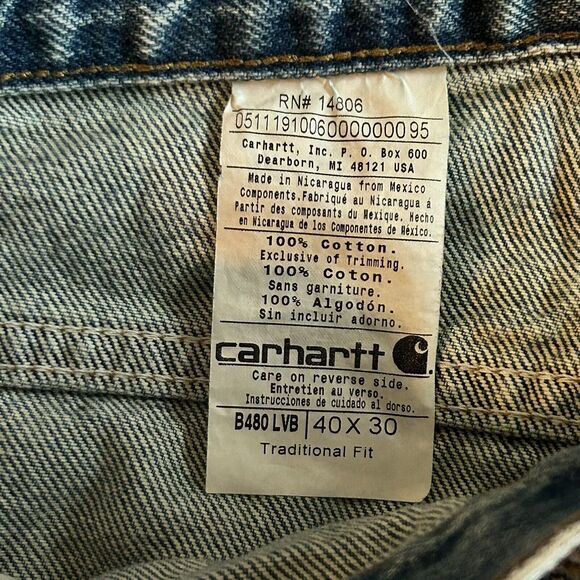 RN# 14806
0511191006000000095
Carhartt, Inc. P. O. Box 600
Dearborn, MI 48121 USA
Made in Nicaragua from Mexico
Components.Fabriqué au Nicaragua á
Partir des composants du Mexique. Hecho
en Nicaragua de los Componentes de México.
100% Cotton.
Exclusive of Trimming.
100% Coton.
Sans garniture.
100% Algodón.
Sin incluir adorno.
carhartt
Care on reverse side.
Entretien au verso.
Instrucciones de cuidado al dorso.
B480 LVB 40 X 30
Traditional Fit